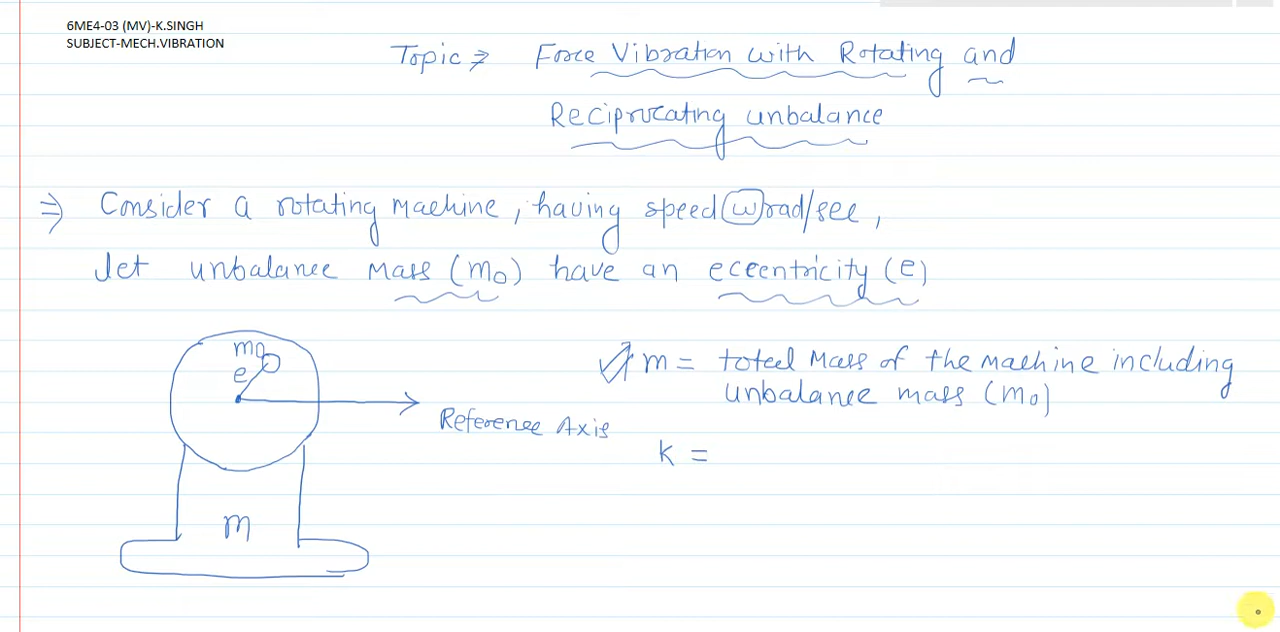 6ME4-03 (MV)-K.SINGH
SUBJECT-MECH.VIBRATION
Topic ⇒ Force Vibration with Rotating and
Reciprocating unbalance
⇒ Consider a rotating machine, having speed (ω) rad/sec,
let unbalance mass (m₀) have an eccentricity (e)
m₀
e
m = total mass of the machine including
unbalance mass (m₀)
Reference Axis
k =
m